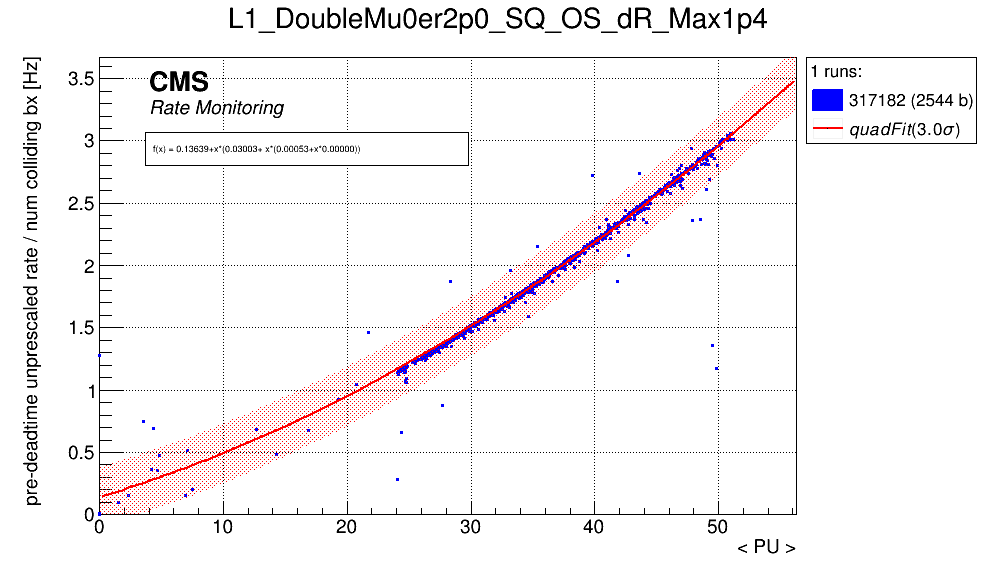 L1_DoubleMu0er2p0_SQ_OS_dR_Max1p4
pre-deadtime unprescaled rate / num colliding bx [Hz]
CMS
Rate Monitoring
f(x) = 0.13639+x*(0.03003+ x*(0.00053+x*0.00000))
1 runs:
317182 (2544 b)
quadFit(3.0σ)
3.5
3
2.5
2
1.5
1
0.5
0
0 10 20 30 40 50
< PU >